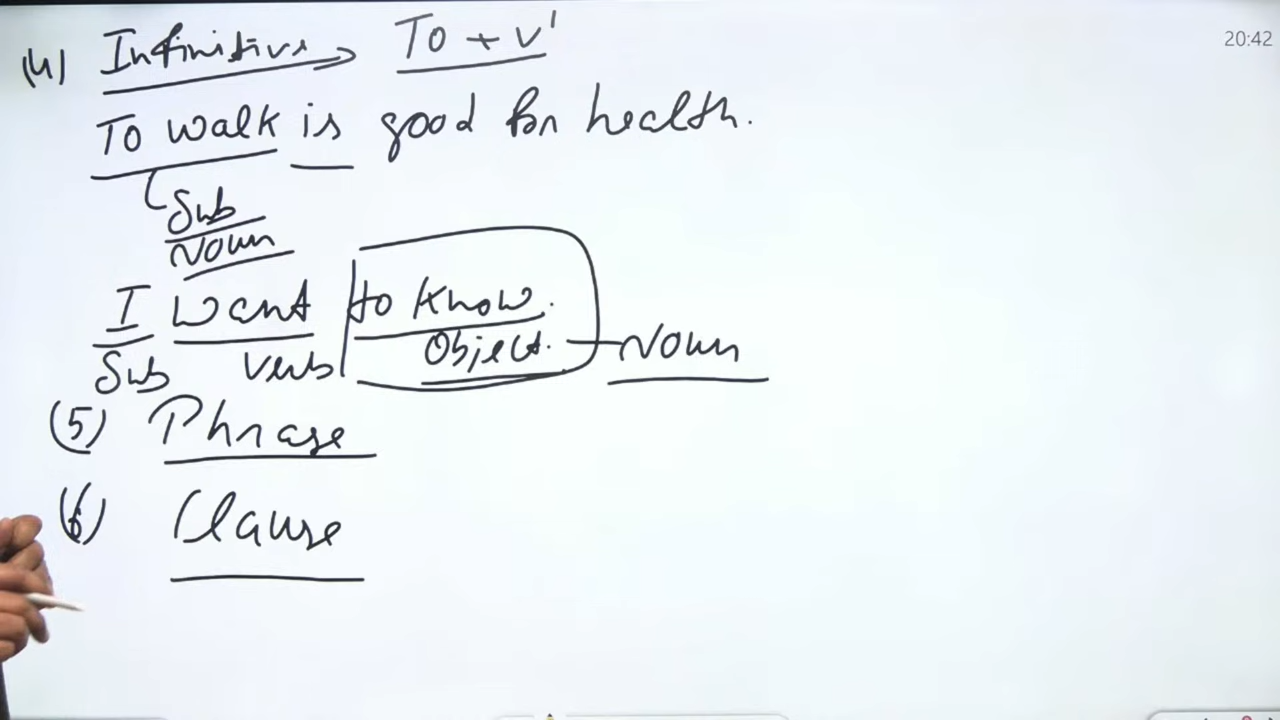 20:42
(4) Infinitive → To + V'
To walk is good for health.
Sub
Noun
I want to know.
Sub Verb Object. Noun
(5) Phrase
(6) Clause